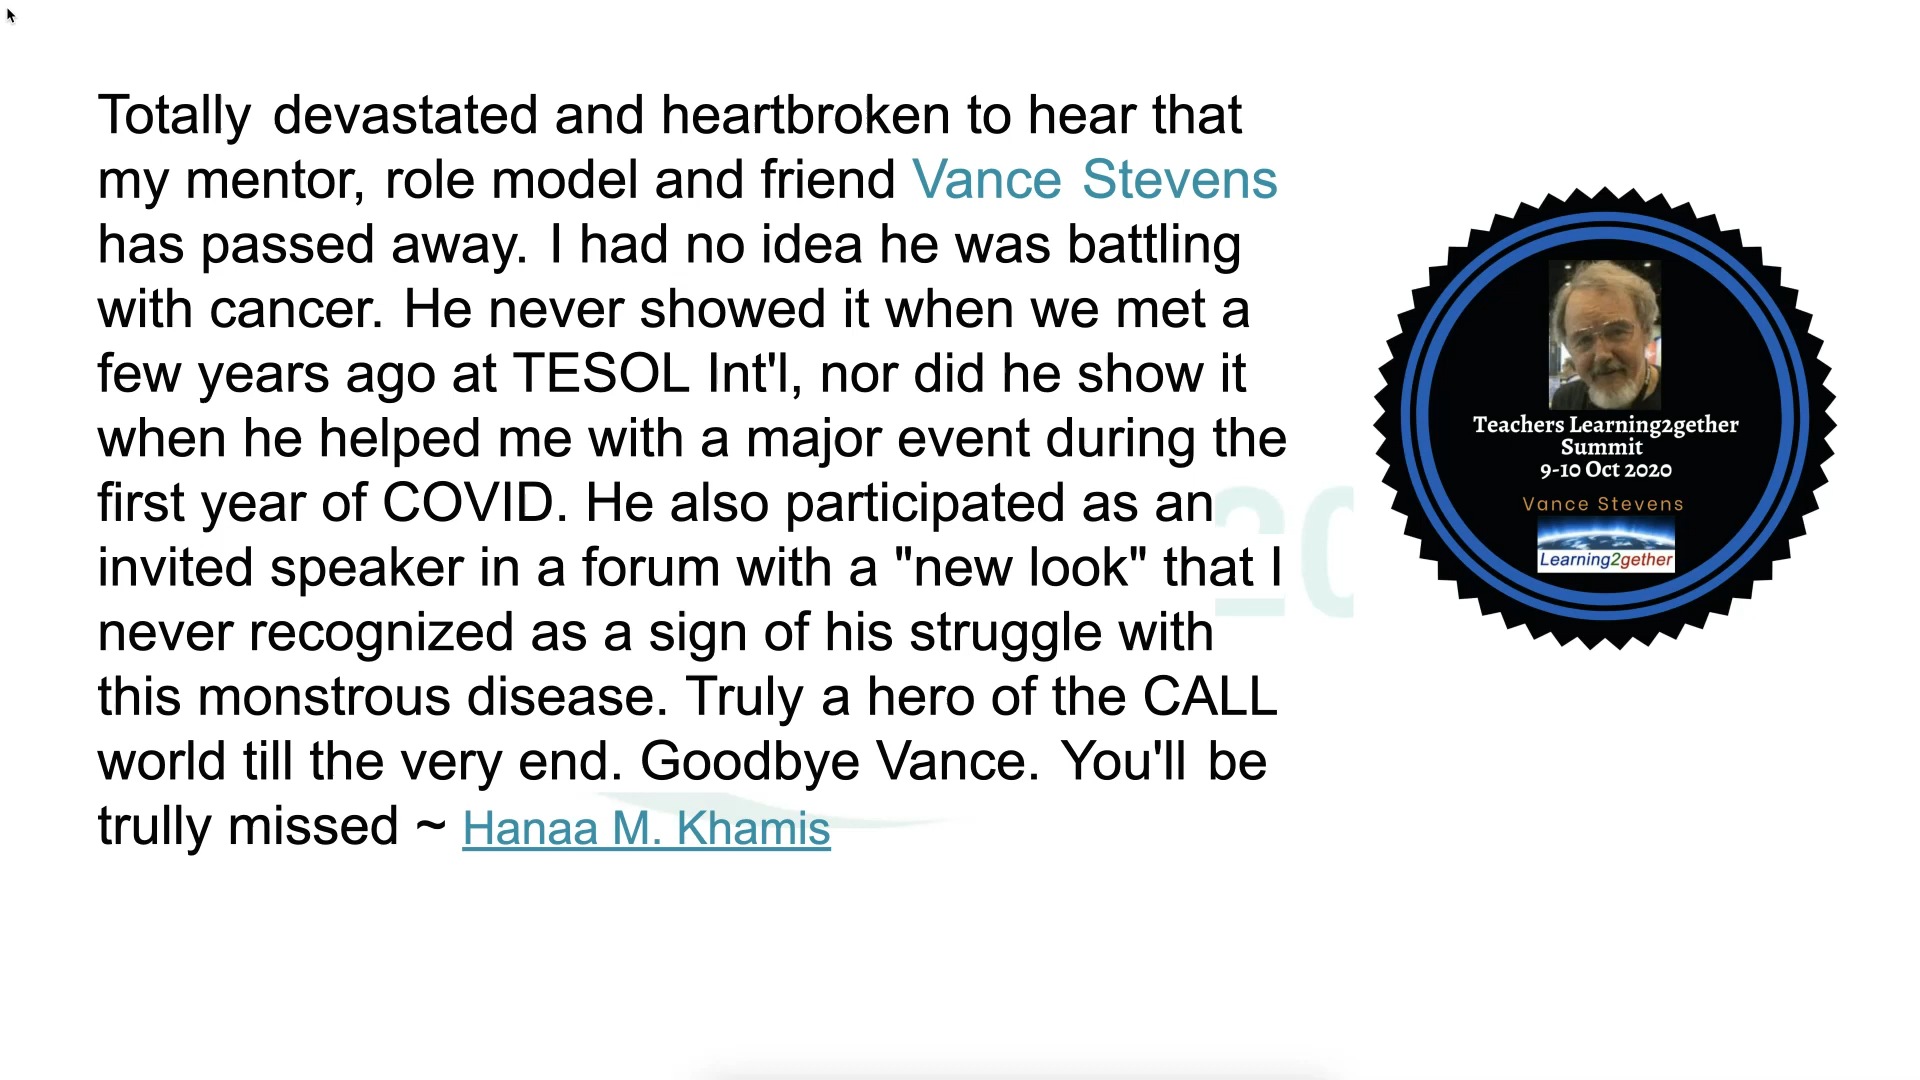 Totally devastated and heartbroken to hear that
my mentor, role model and friend Vance Stevens
has passed away. I had no idea he was battling
with cancer. He never showed it when we met a
few years ago at TESOL Int'l, nor did he show it
when he helped me with a major event during the
first year of COVID. He also participated as an
invited speaker in a forum with a "new look" that I
never recognized as a sign of his struggle with
this monstrous disease. Truly a hero of the CALL
world till the very end. Goodbye Vance. You'll be
trully missed ~ Hanaa M. Khamis
Teachers Learning2gether
Summit
9-10 Oct 2020
Vance Stevens
Learning2gether